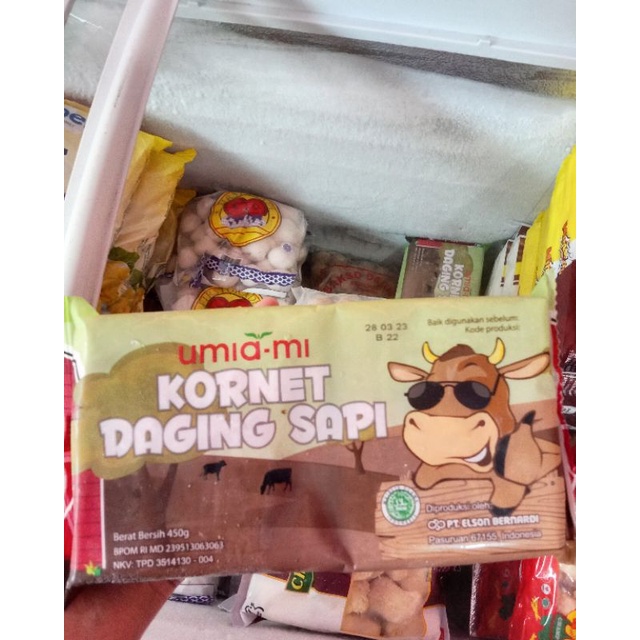 umia-mi
KORNET
DAGING SAPI
28 03 23
B 22
Baik digunakan sebelum:
Kode produksi:
Berat Bersih 450g
BPOM RI MD 239513063063
NKV: TPD 3514130 - 004
Diproduksi oleh:
PT. ELSON BERNARDI
Pasuruan 67155, Indonesia
KORNET
DAGING